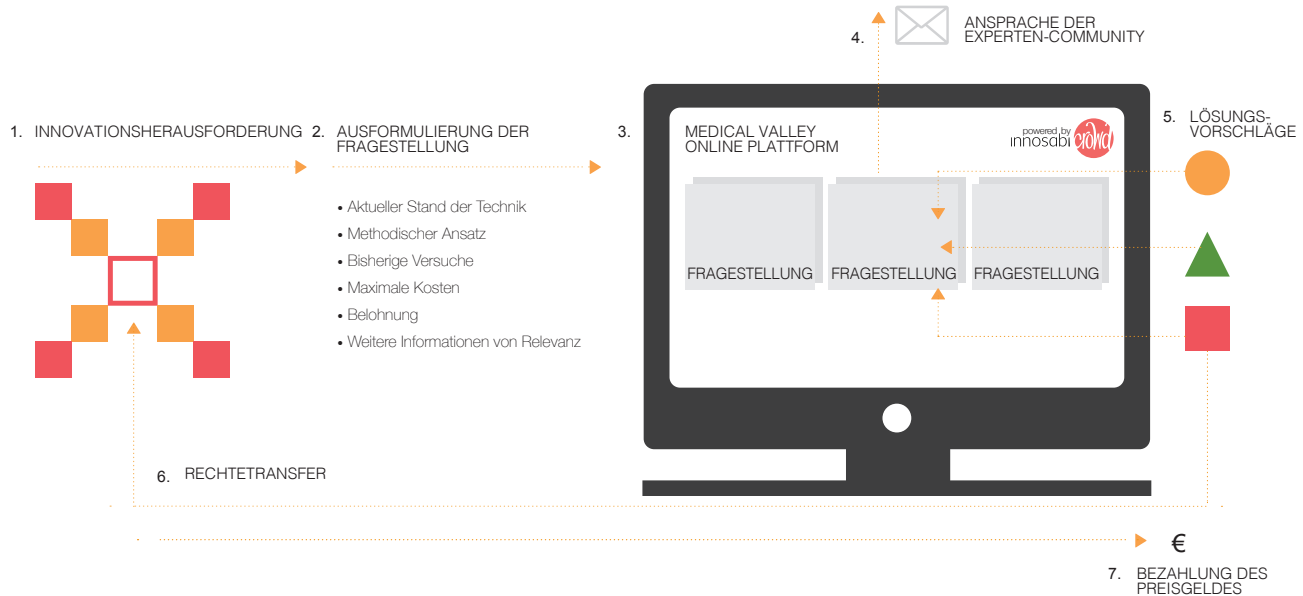 1. INNOVATIONSHERAUSFORDERUNG
2. AUSFORMULIERUNG DER
FRAGESTELLUNG
• Aktueller Stand der Technik
• Methodischer Ansatz
• Bisherige Versuche
• Maximale Kosten
• Belohnung
• Weitere Informationen von Relevanz
3. MEDICAL VALLEY
ONLINE PLATTFORM
powered by
innosabi crowd
FRAGESTELLUNG
FRAGESTELLUNG
FRAGESTELLUNG
4. ANSPRACHE DER
EXPERTEN-COMMUNITY
5. LÖSUNGS-
VORSCHLÄGE
6. RECHTETRANSFER
€
7. BEZAHLUNG DES
PREISGELDES